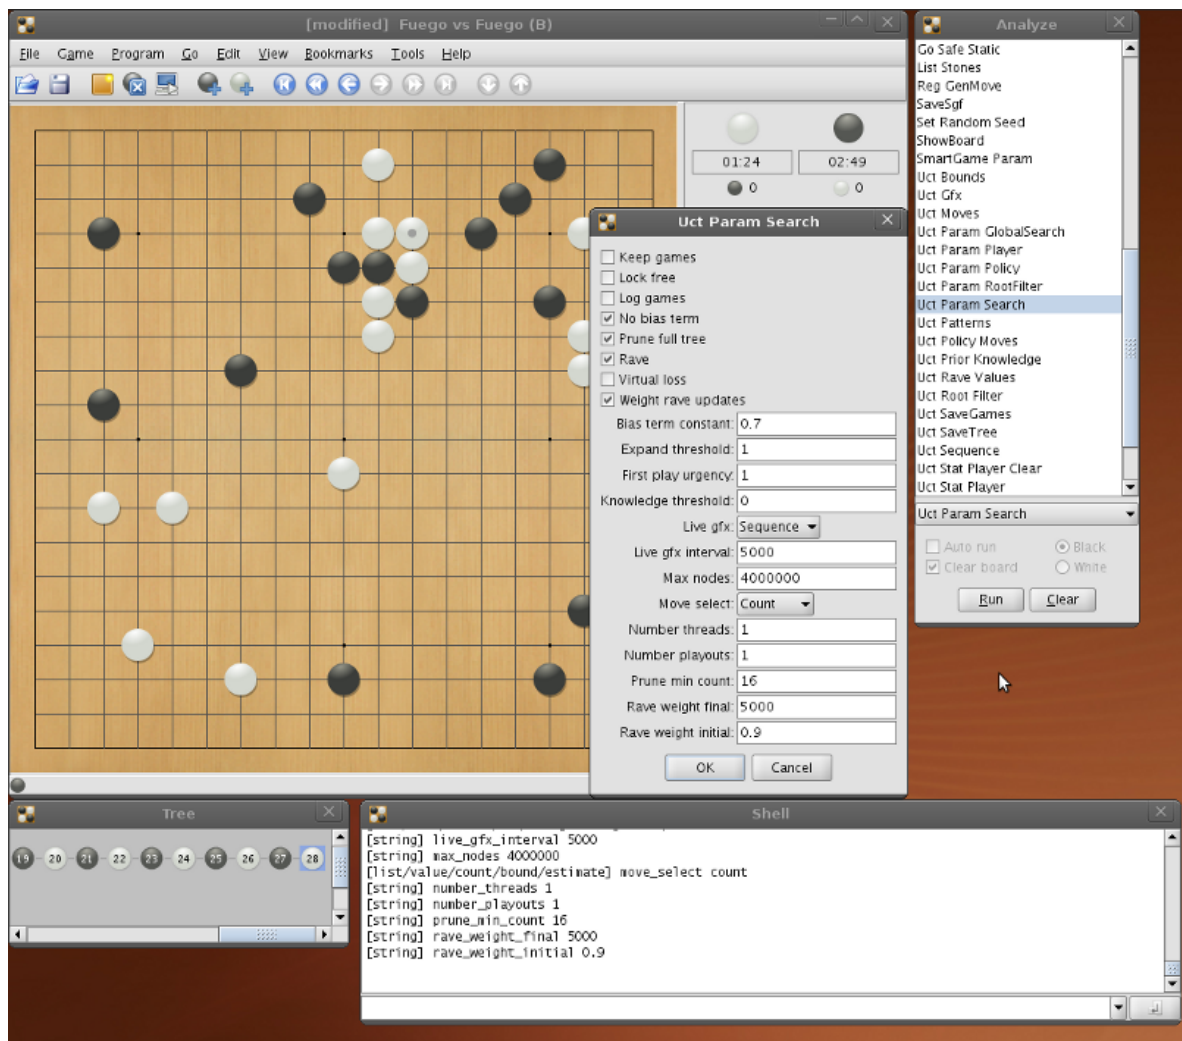 [modified] Fuego vs Fuego (B)
File Game Program Go Edit View Bookmarks Tools Help
01:24 02:49
0 0
Uct Param Search
Keep games
Lock free
Log games
No bias term
Prune full tree
Rave
Virtual loss
Weight rave updates
Bias term constant: 0.7
Expand threshold: 1
First play urgency: 1
Knowledge threshold: 0
Live gfx: Sequence
Live gfx interval: 5000
Max nodes: 4000000
Move select: Count
Number threads: 1
Number playouts: 1
Prune min count: 16
Rave weight final: 5000
Rave weight initial: 0.9
OK Cancel
Analyze
Go Safe Static
List Stones
Reg GenMove
SaveSgf
Set Random Seed
ShowBoard
SmartGame Param
Uct Bounds
Uct Gfx
Uct Moves
Uct Param GlobalSearch
Uct Param Player
Uct Param Policy
Uct Param RootFilter
Uct Param Search
Uct Patterns
Uct Policy Moves
Uct Prior Knowledge
Uct Rave Values
Uct Root Filter
Uct SaveGames
Uct SaveTree
Uct Sequence
Uct Stat Player Clear
Uct Stat Player
Uct Param Search
Auto run Black
Clear board White
Run Clear
Tree
19 20 21 22 23 24 25 26 27 28
Shell
[string] live_gfx_interval 5000
[string] max_nodes 4000000
[list/value/count/bound/estimate] move_select count
[string] number_threads 1
[string] number_playouts 1
[string] prune_min_count 16
[string] rave_weight_final 5000
[string] rave_weight_initial 0.9